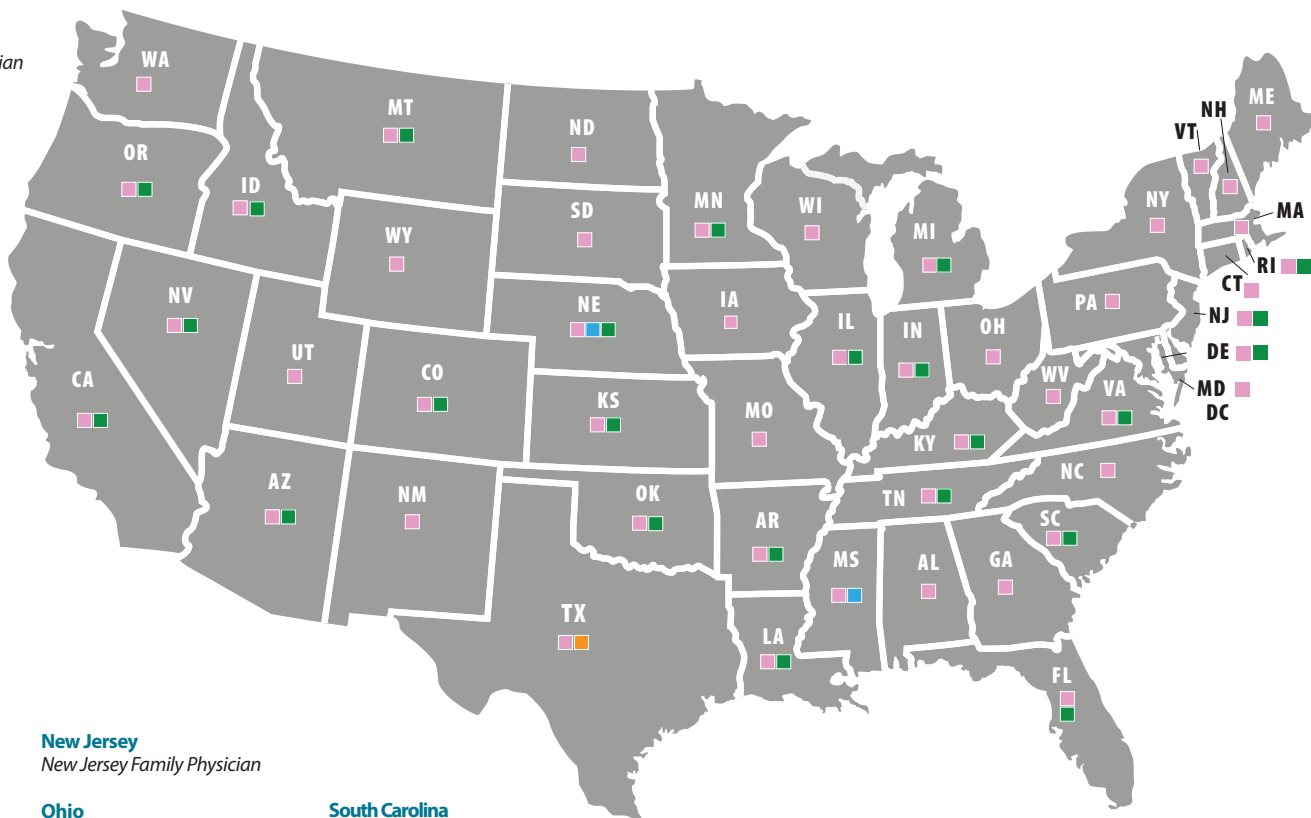 ian
WA
MT
ND
MN
ME
NH
VT
OR
ID
SD
WI
NY
MA
WY
MI
RI
CT
NV
NE
IA
PA
NJ
UT
IL
IN
OH
DE
CA
CO
KS
MO
WV
VA
MD
DC
KY
AZ
NM
OK
TN
NC
AR
SC
MS
AL
GA
TX
LA
FL
New Jersey
New Jersey Family Physician
Ohio
South Carolina